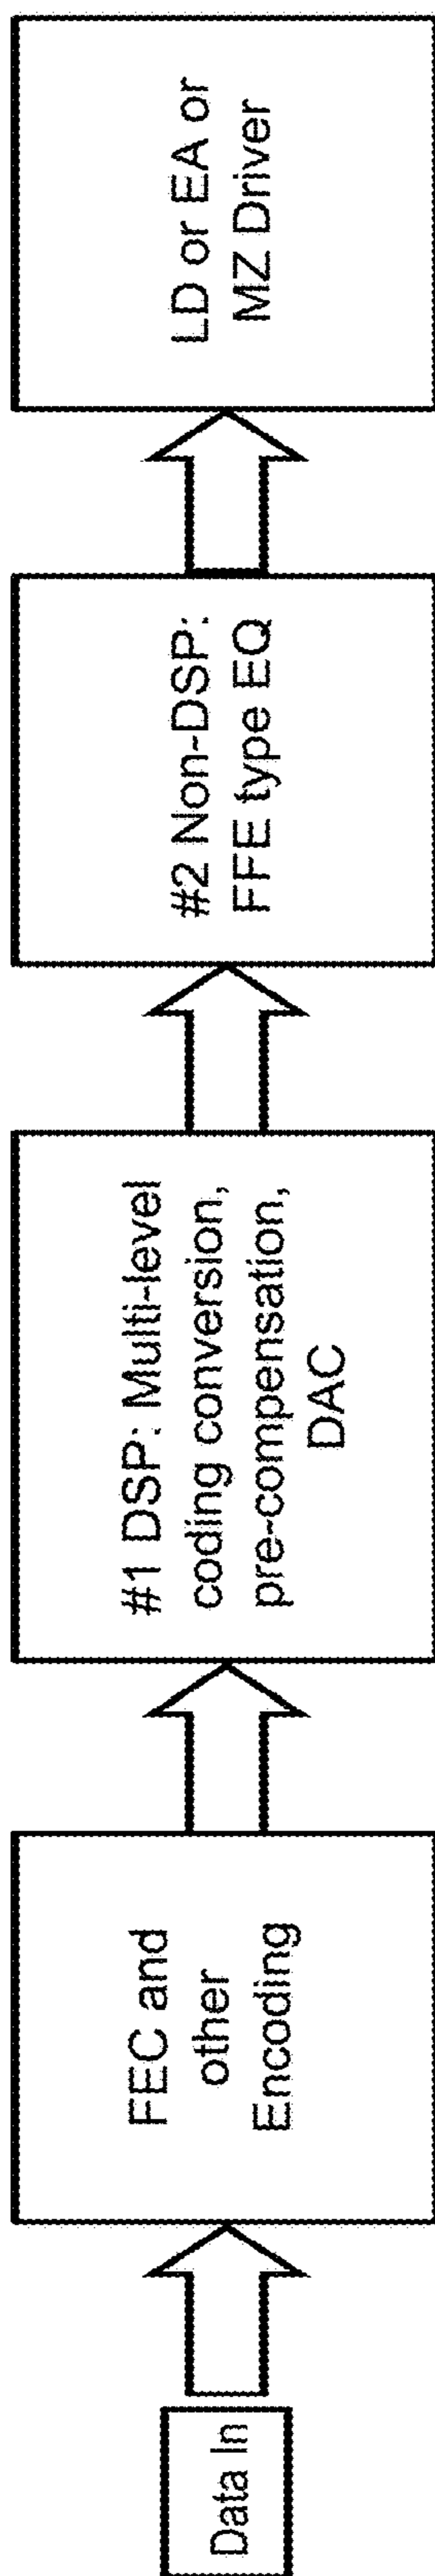 Data In
FEC and
other
Encoding
#1 DSP: Multi-level
coding conversion,
pre-compensation,
DAC
#2 Non-DSP:
FFE type EQ
LD or EA or
MZ Driver